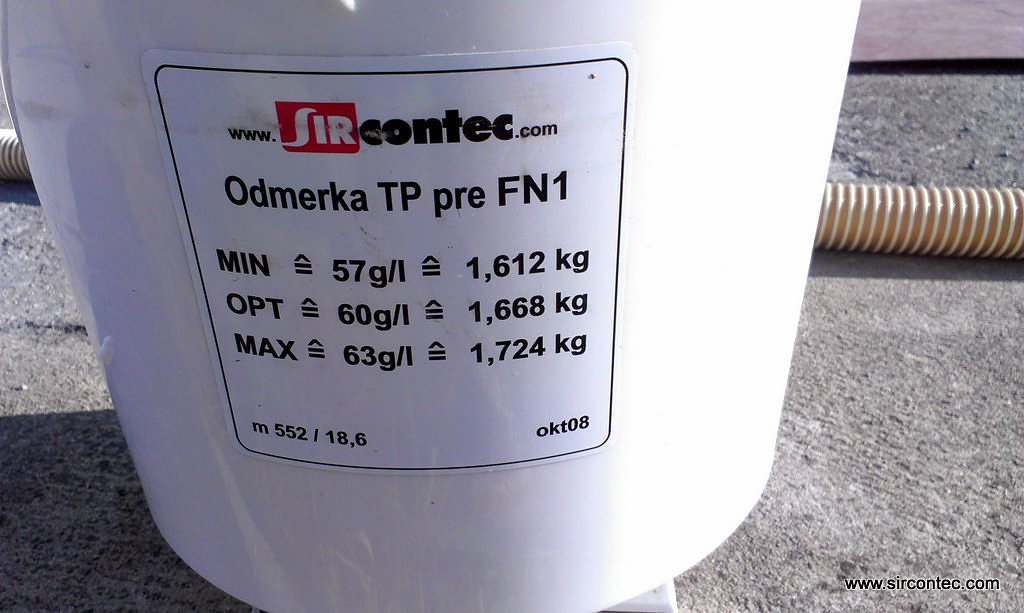 www.SIRcontec.com
Odmerka TP pre FN1
MIN ≙ 57g/l ≙ 1,612 kg
OPT ≙ 60g/l ≙ 1,668 kg
MAX ≙ 63g/l ≙ 1,724 kg
m 552 / 18,6 okt08
www.sircontec.com